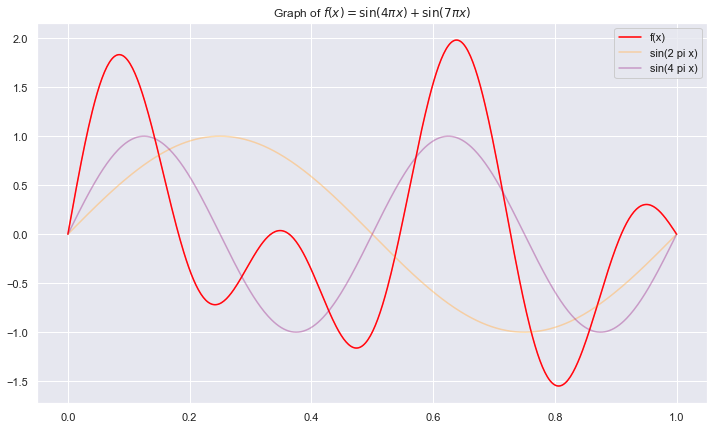 Graph of f(x) = sin(4πx) + sin(7πx)
f(x)
sin(2 pi x)
sin(4 pi x)
2.0
1.5
1.0
0.5
0.0
−0.5
−1.0
−1.5
0.0 0.2 0.4 0.6 0.8 1.0